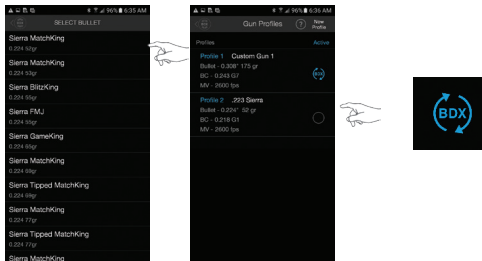 96% 6:35 AM
SELECT BULLET
Sierra MatchKing
0.224 52gr
Sierra MatchKing
0.224 53gr
Sierra BlitzKing
0.224 55gr
Sierra FMJ
0.224 55gr
Sierra GameKing
0.224 65gr
Sierra MatchKing
0.224 69gr
Sierra Tipped MatchKing
0.224 69gr
Sierra MatchKing
0.224 77gr
Sierra Tipped MatchKing
0.224 77gr
Sierra MatchKing
96% 6:36 AM
Gun Profiles
?
New
Profile
Profiles
Active
Profile 1 Custom Gun 1
Bullet - 0.308" 175 gr
BC - 0.243 G7
MV - 2600 fps
BDX
Profile 2 .223 Sierra
Bullet - 0.224" 52 gr
BC - 0.218 G1
MV - 2600 fps
BDX